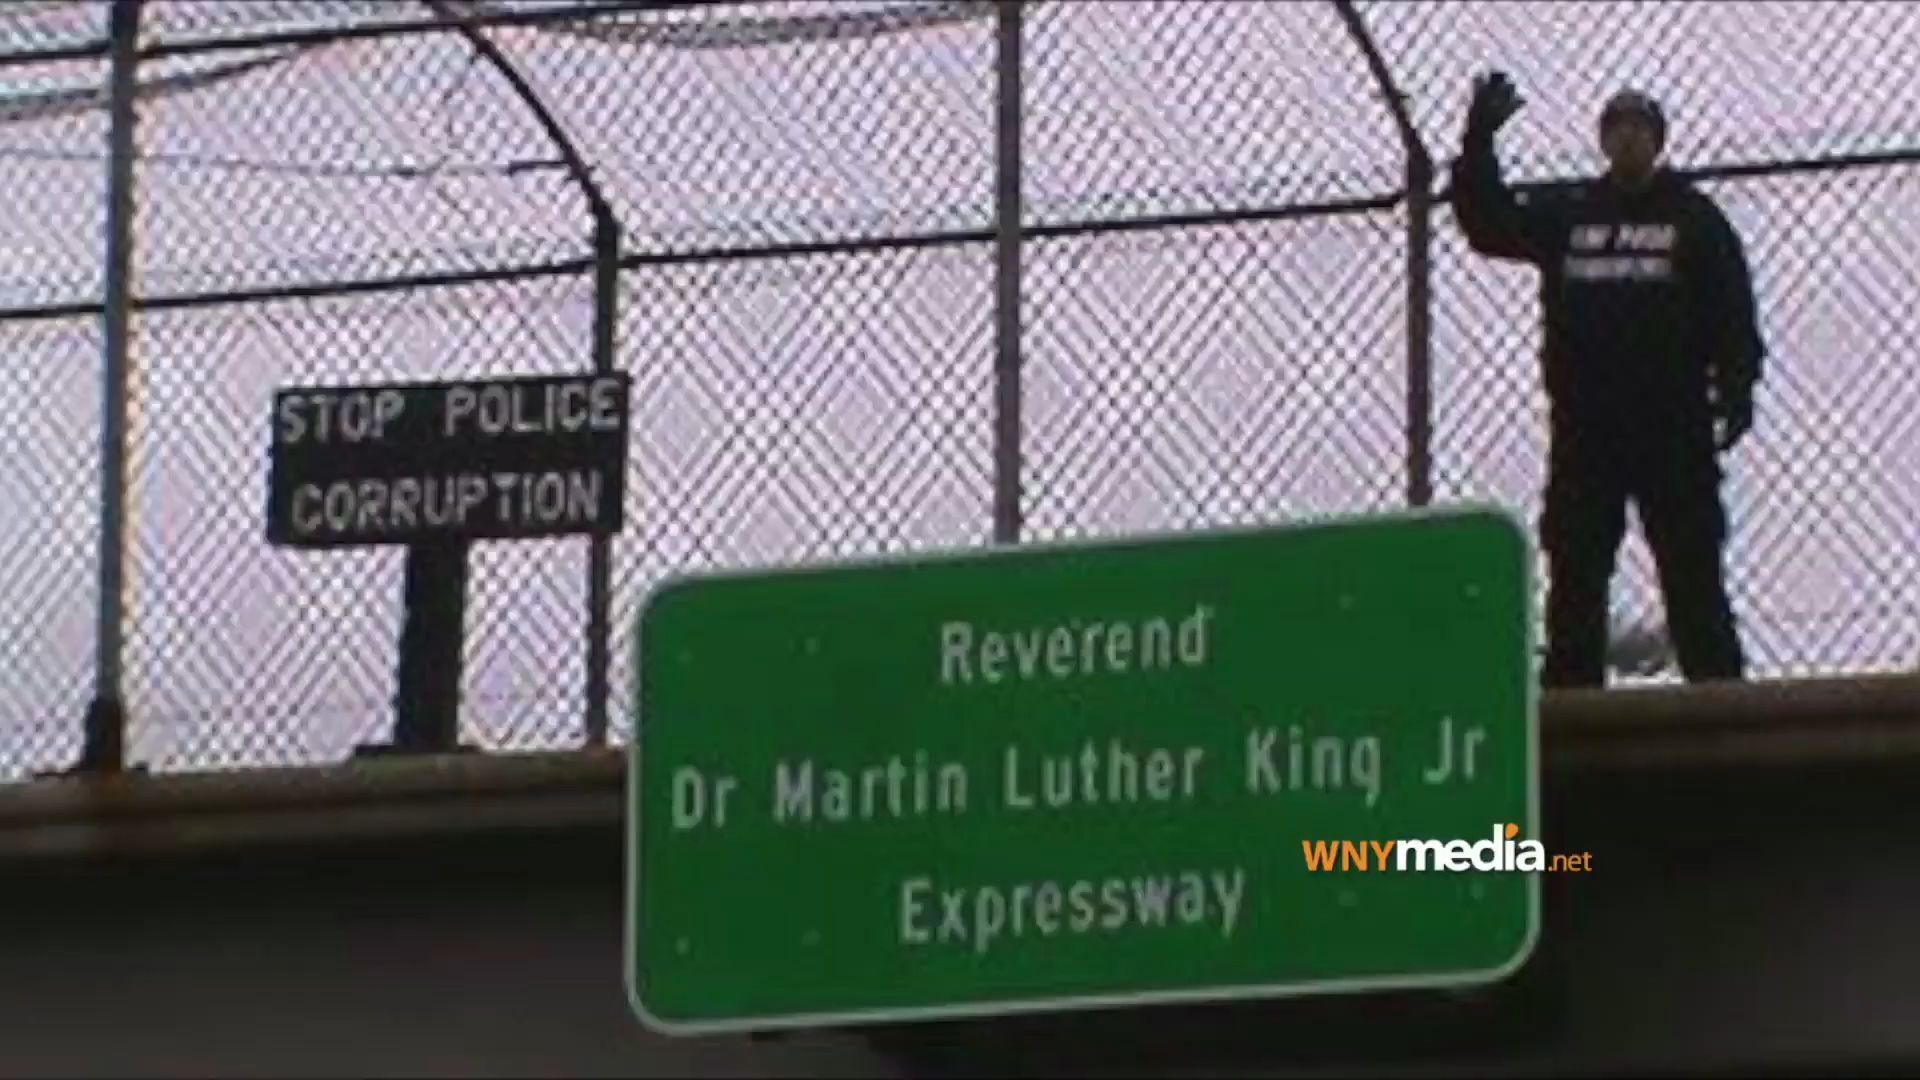 STOP POLICE
CORRUPTION
Reverend
Dr Martin Luther King Jr
Expressway
WNYmedia.net